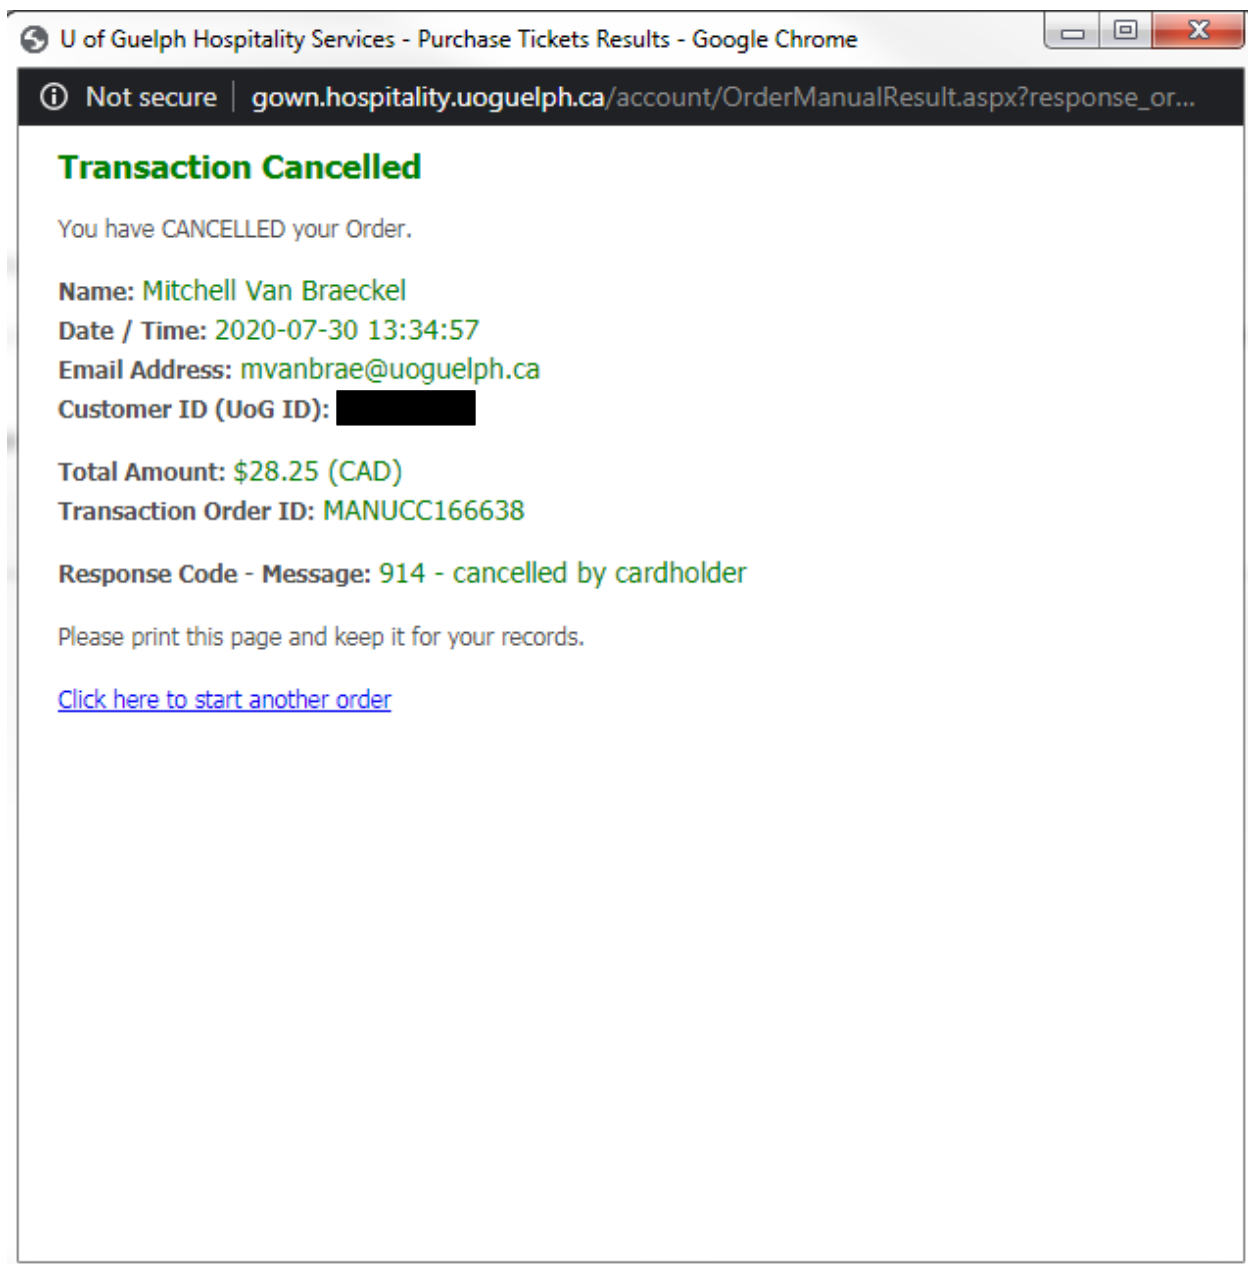 U of Guelph Hospitality Services - Purchase Tickets Results - Google Chrome
Not secure | gown.hospitality.uoguelph.ca/account/OrderManualResult.aspx?response_or...
Transaction Cancelled
You have CANCELLED your Order.
Name: Mitchell Van Braeckel
Date / Time: 2020-07-30 13:34:57
Email Address: mvanbrae@uoguelph.ca
Customer ID (UoG ID):
Total Amount: $28.25 (CAD)
Transaction Order ID: MANUCC166638
Response Code - Message: 914 - cancelled by cardholder
Please print this page and keep it for your records.
Click here to start another order